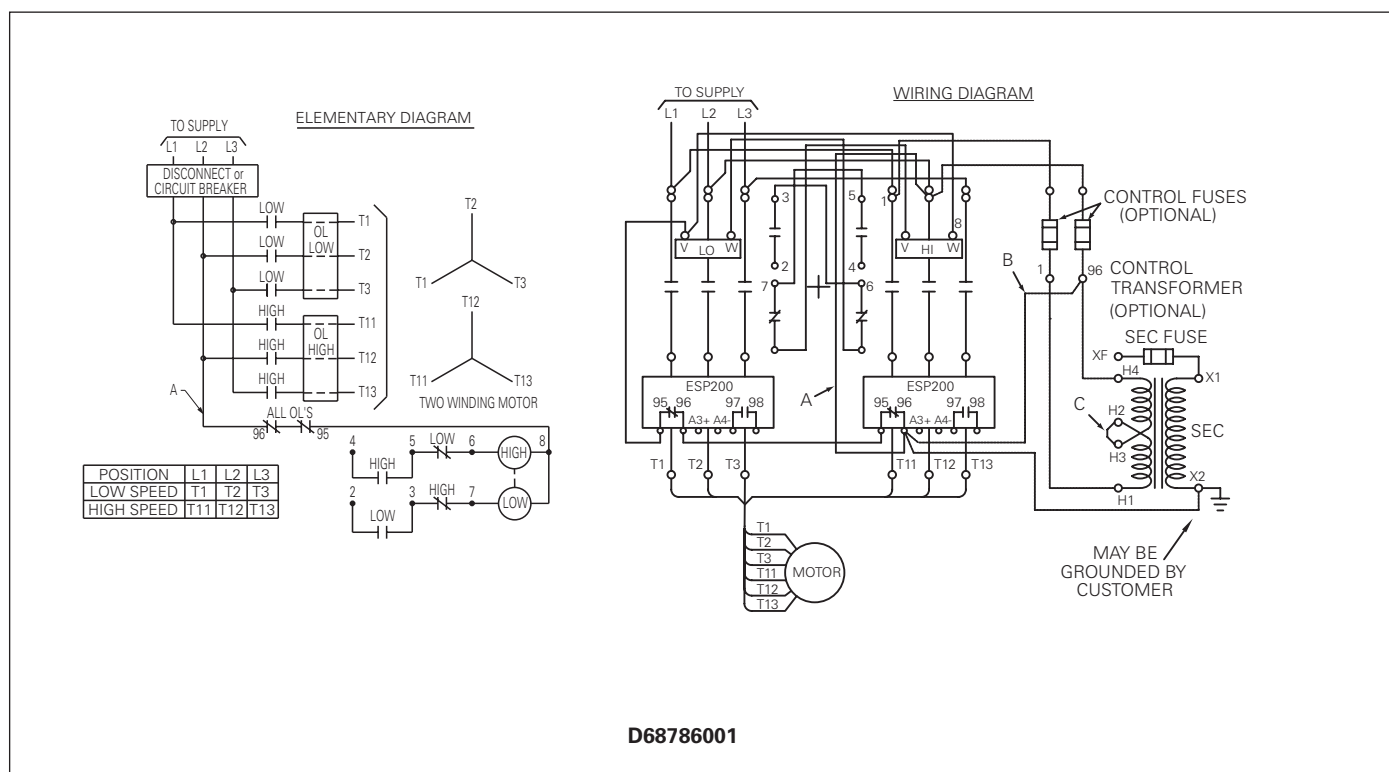 ELEMENTARY DIAGRAM
TO SUPPLY
L1 L2 L3
DISCONNECT or
CIRCUIT BREAKER
LOW
T1
OL
LOW
LOW
T2
LOW
T3
HIGH
T11
OL
HIGH
HIGH
T12
HIGH
T13
A
ALL OL'S
96 95
4 5 LOW 6 HIGH 8
HIGH
2 3 HIGH 7 LOW
LOW
T2
T1 T3
T12
T11 T13
TWO WINDING MOTOR
POSITION L1 L2 L3
LOW SPEED T1 T2 T3
HIGH SPEED T11 T12 T13
WIRING DIAGRAM
TO SUPPLY
L1 L2 L3
3 5 1
V LO W
V HI W 8
2 4
7 6
CONTROL FUSES
(OPTIONAL)
B
1 96
CONTROL
TRANSFORMER
(OPTIONAL)
SEC FUSE
XF
H4 X1
C H2
H3
SEC
H1 X2
ESP200
95 96 97 98
A3+ A4-
A
ESP200
95 96 97 98
A3+ A4-
T1 T2 T3
T11 T12 T13
T1
T2
T3
T11
T12
T13
MOTOR
MAY BE
GROUNDED BY
CUSTOMER
D68786001